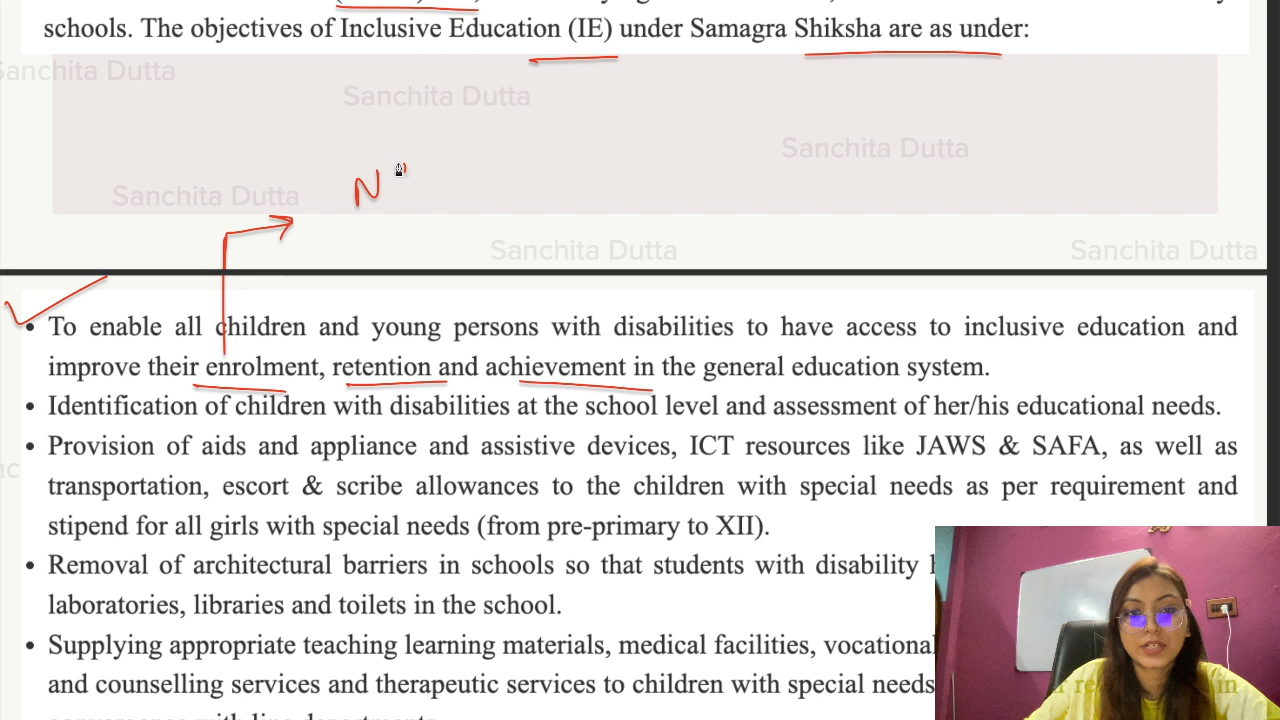 schools. The objectives of Inclusive Education (IE) under Samagra Shiksha are as under:
Sanchita Dutta
Sanchita Dutta
Sanchita Dutta
Sanchita Dutta
Sanchita Dutta
Sanchita Dutta
N
• To enable all children and young persons with disabilities to have access to inclusive education and
improve their enrolment, retention and achievement in the general education system.
• Identification of children with disabilities at the school level and assessment of her/his educational needs.
• Provision of aids and appliance and assistive devices, ICT resources like JAWS & SAFA, as well as
transportation, escort & scribe allowances to the children with special needs as per requirement and
stipend for all girls with special needs (from pre-primary to XII).
• Removal of architectural barriers in schools so that students with disability
laboratories, libraries and toilets in the school.
• Supplying appropriate teaching learning materials, medical facilities, vocational
and counselling services and therapeutic services to children with special needs
in